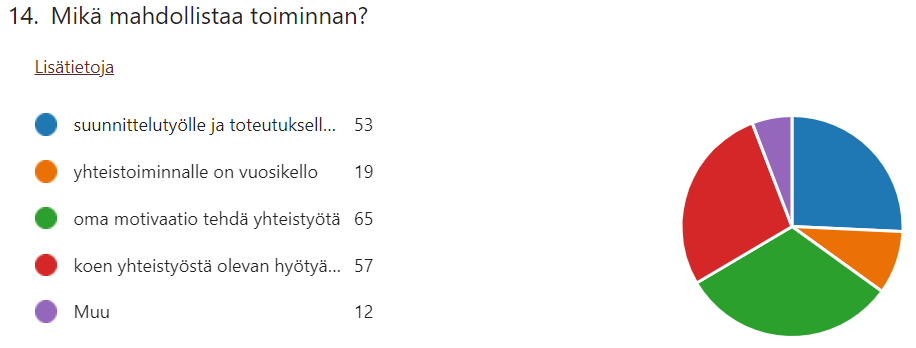 14. Mikä mahdollistaa toiminnan?
Lisätietoja
suunnittelutyölle ja toteutuksell... 53
yhteistoiminnalle on vuosikello 19
oma motivaatio tehdä yhteistyötä 65
koen yhteistyöstä olevan hyötyä... 57
Muu 12